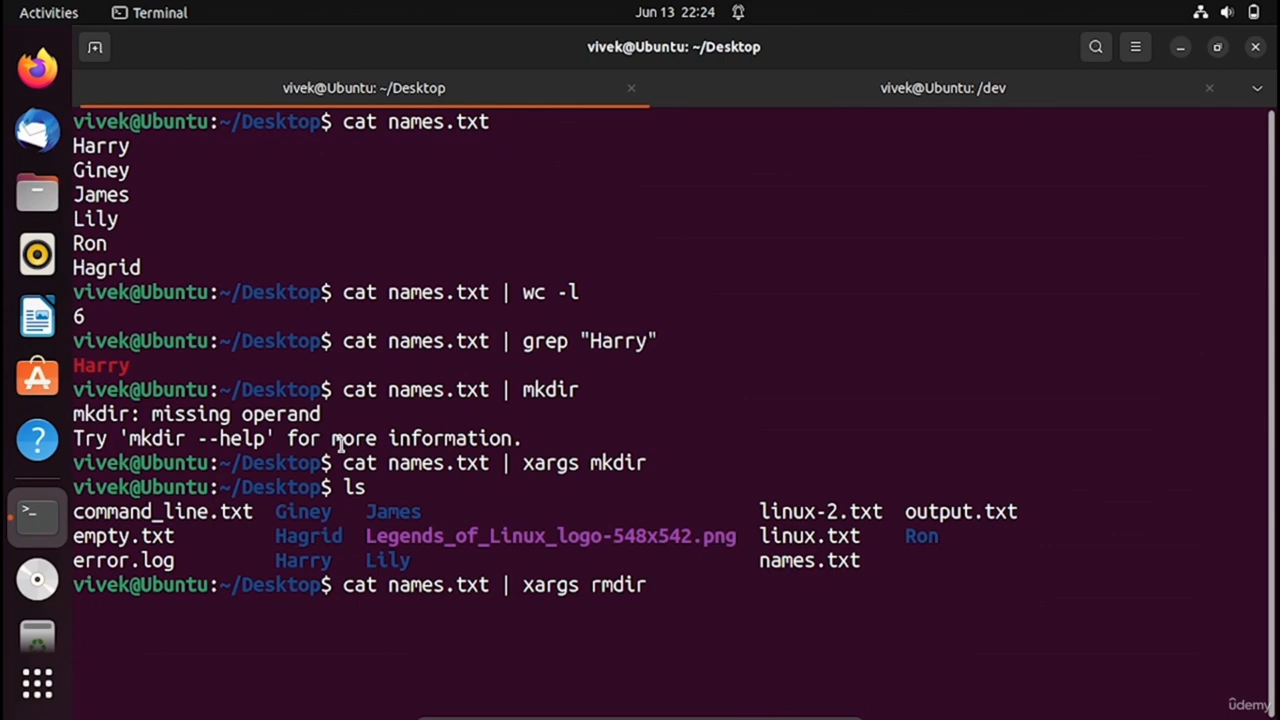 Activities Terminal Jun 13 22:24
vivek@Ubuntu: ~/Desktop
vivek@Ubuntu: ~/Desktop vivek@Ubuntu: /dev
vivek@Ubuntu:~/Desktop$ cat names.txt
Harry
Giney
James
Lily
Ron
Hagrid
vivek@Ubuntu:~/Desktop$ cat names.txt | wc -l
6
vivek@Ubuntu:~/Desktop$ cat names.txt | grep "Harry"
Harry
vivek@Ubuntu:~/Desktop$ cat names.txt | mkdir
mkdir: missing operand
Try 'mkdir --help' for more information.
vivek@Ubuntu:~/Desktop$ cat names.txt | xargs mkdir
vivek@Ubuntu:~/Desktop$ ls
command_line.txt Giney James linux-2.txt output.txt
empty.txt Hagrid Legends_of_Linux_logo-548x542.png linux.txt Ron
error.log Harry Lily names.txt
vivek@Ubuntu:~/Desktop$ cat names.txt | xargs rmdir
ûdemy